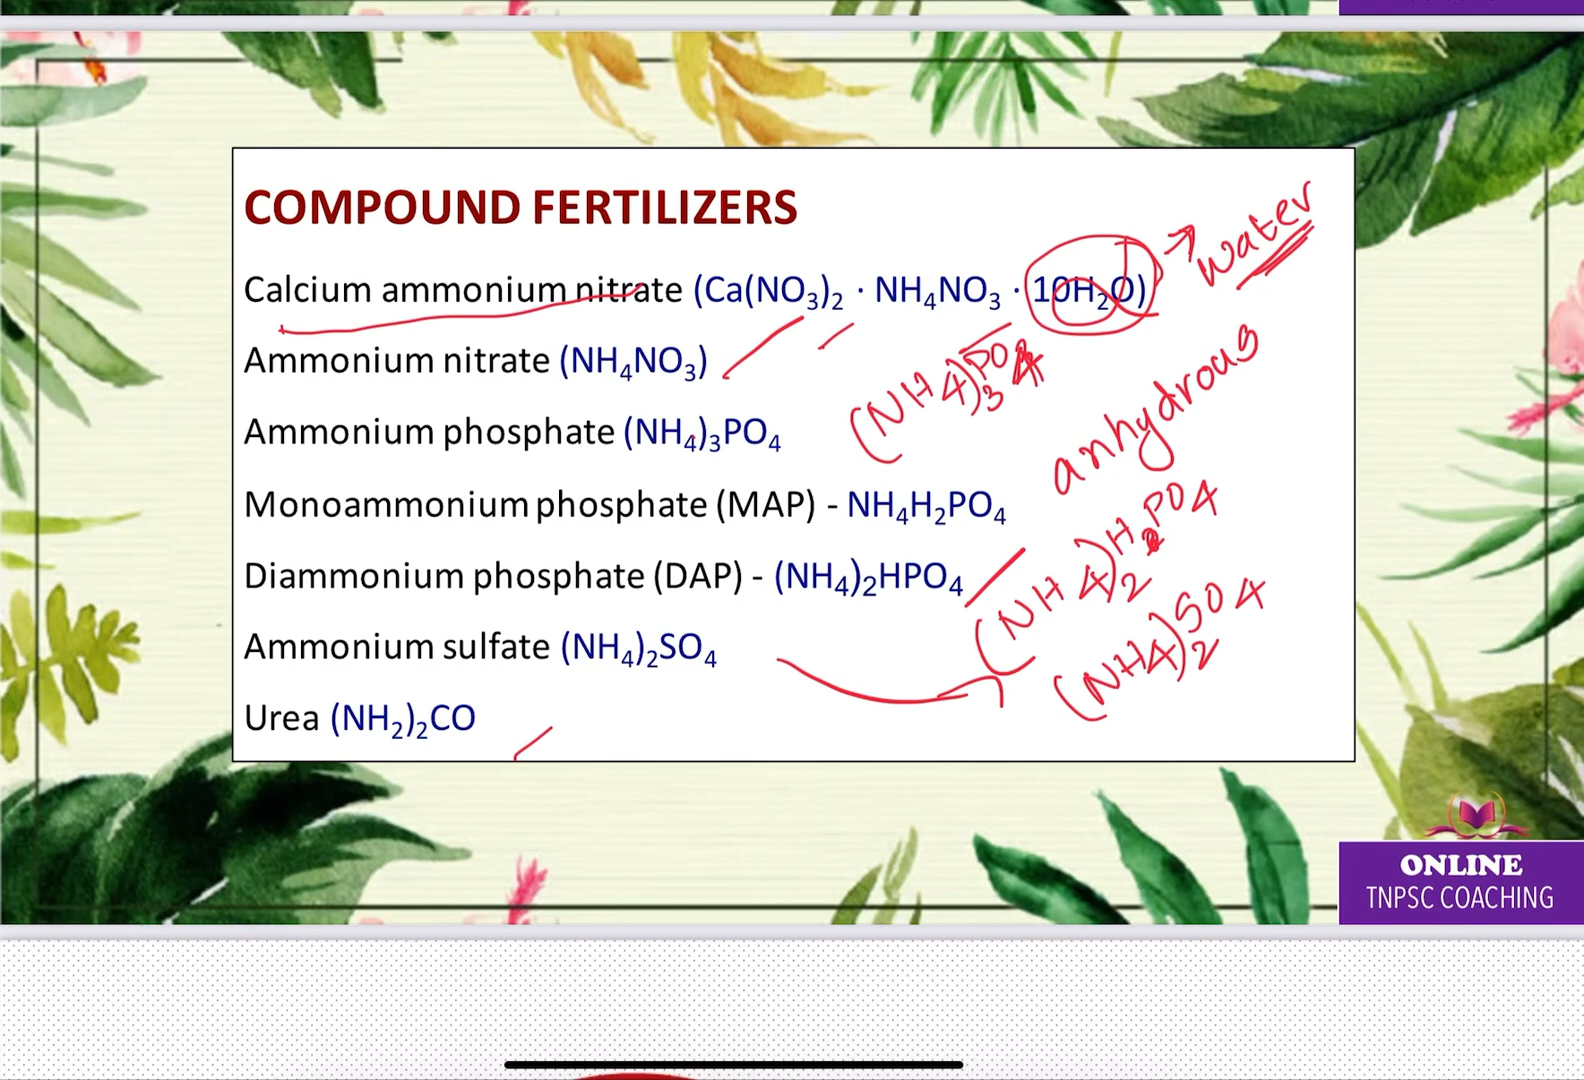 COMPOUND FERTILIZERS
Calcium ammonium nitrate (Ca(NO₃)₂ · NH₄NO₃ · 10H₂O)
water
Ammonium nitrate (NH₄NO₃)
(NH4)3PO4
anhydrous
Ammonium phosphate (NH₄)₃PO₄
Monoammonium phosphate (MAP) - NH₄H₂PO₄
Diammonium phosphate (DAP) - (NH₄)₂HPO₄
(NH4)2H PO4
Ammonium sulfate (NH₄)₂SO₄
(NH4)2SO4
Urea (NH₂)₂CO
ONLINE
TNPSC COACHING